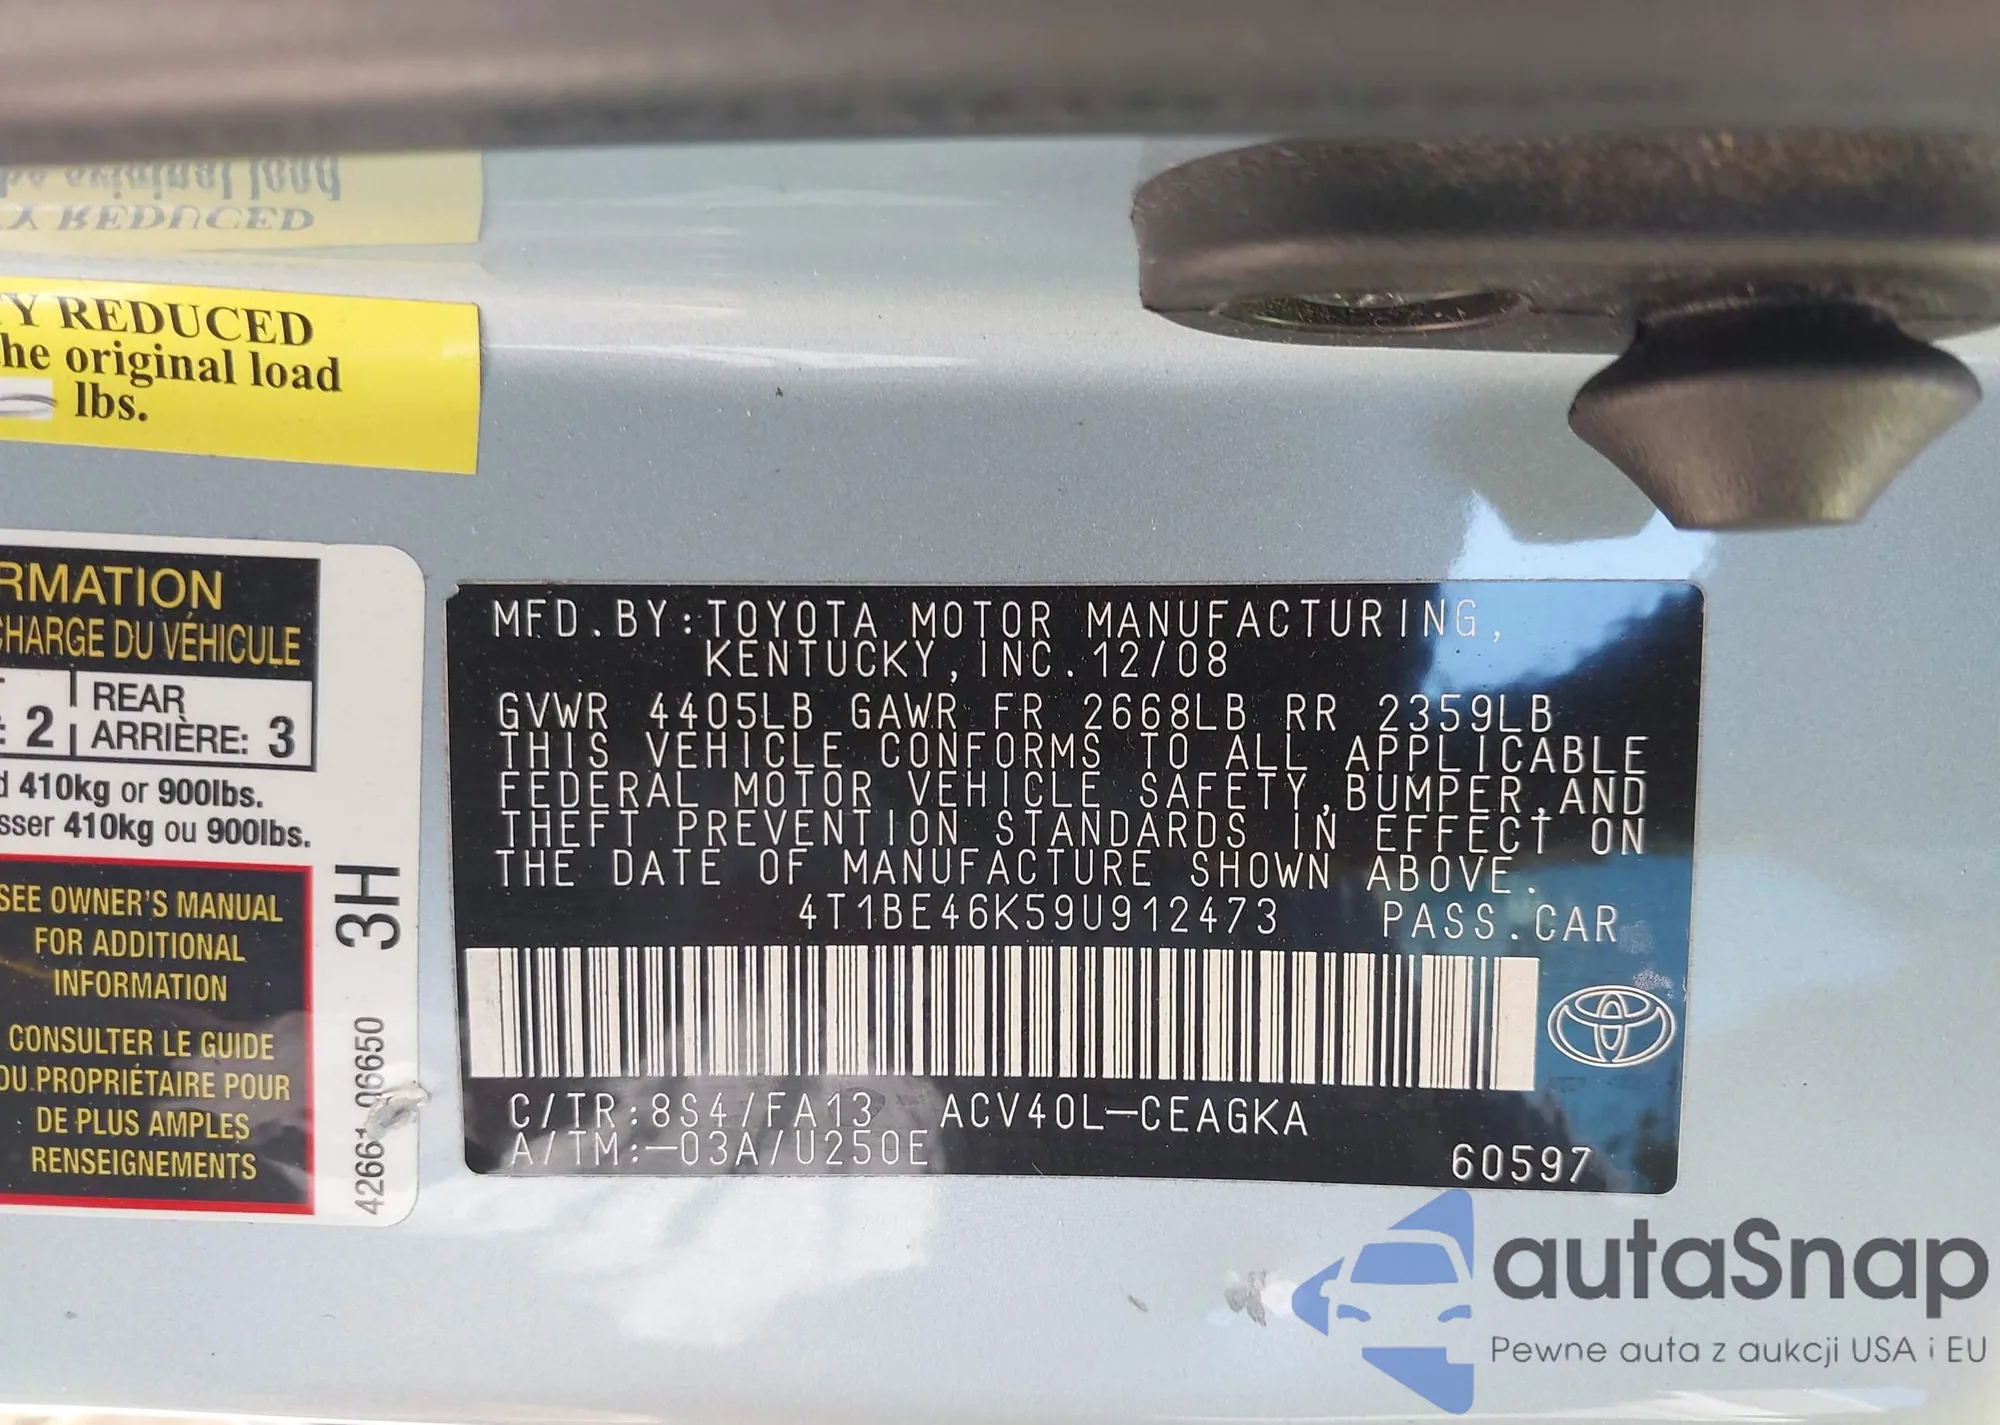 Y REDUCED
he original load
lbs.
RMATION
CHARGE DU VÉHICULE
: 2
REAR
ARRIÈRE: 3
410kg or 900lbs.
sser 410kg ou 900lbs.
SEE OWNER'S MANUAL
FOR ADDITIONAL
INFORMATION
CONSULTER LE GUIDE
DU PROPRIÉTAIRE POUR
DE PLUS AMPLES
RENSEIGNEMENTS
3H
42661-06650
MFD. BY: TOYOTA MOTOR MANUFACTURING,
KENTUCKY, INC. 12/08
GVWR 4405LB GAWR FR 2668LB RR 2359LB
THIS VEHICLE CONFORMS TO ALL APPLICABLE
FEDERAL MOTOR VEHICLE SAFETY, BUMPER, AND
THEFT PREVENTION STANDARDS IN EFFECT ON
THE DATE OF MANUFACTURE SHOWN ABOVE.
4T1BE46K59U912473 PASS. CAR
C/TR: 8S4/FA13 ACV40L-CEAGKA
A/TM: -03A/U250E
60597
autaSnap
Pewne auta z aukcji USA i EU